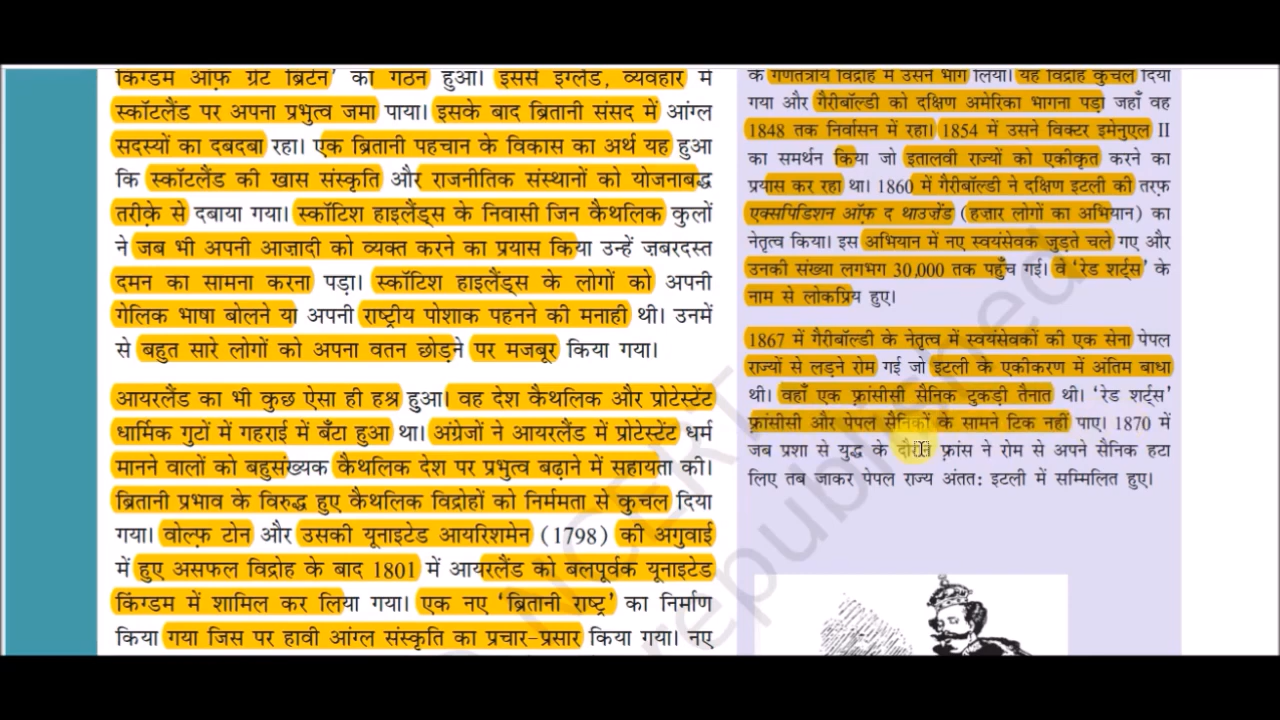 किंग्डम ऑफ़ ग्रेट ब्रिटेन' का गठन हुआ। इससे इंग्लैंड, व्यवहार में
स्कॉटलैंड पर अपना प्रभुत्व जमा पाया। इसके बाद ब्रितानी संसद में आंग्ल
सदस्यों का दबदबा रहा। एक ब्रितानी पहचान के विकास का अर्थ यह हुआ
कि स्कॉटलैंड की खास संस्कृति और राजनीतिक संस्थानों को योजनाबद्ध
तरीक़े से दबाया गया। स्कॉटिश हाइलैंड्स के निवासी जिन कैथलिक कुलों
ने जब भी अपनी आज़ादी को व्यक्त करने का प्रयास किया उन्हें ज़बरदस्त
दमन का सामना करना पड़ा। स्कॉटिश हाइलैंड्स के लोगों को अपनी
गेलिक भाषा बोलने या अपनी राष्ट्रीय पोशाक पहनने की मनाही थी। उनमें
से बहुत सारे लोगों को अपना वतन छोड़ने पर मजबूर किया गया।
आयरलैंड का भी कुछ ऐसा ही हश्र हुआ। वह देश कैथलिक और प्रोटेस्टेंट
धार्मिक गुटों में गहराई में बँटा हुआ था। अंग्रेजों ने आयरलैंड में प्रोटेस्टेंट धर्म
मानने वालों को बहुसंख्यक कैथलिक देश पर प्रभुत्व बढ़ाने में सहायता की।
ब्रितानी प्रभाव के विरुद्ध हुए कैथलिक विद्रोहों को निर्ममता से कुचल दिया
गया। वोल्फ़ टोन और उसकी यूनाइटेड आयरिशमेन (1798) की अगुवाई
में हुए असफल विद्रोह के बाद 1801 में आयरलैंड को बलपूर्वक यूनाइटेड
किंग्डम में शामिल कर लिया गया। एक नए 'ब्रितानी राष्ट्र' का निर्माण
किया गया जिस पर हावी आंग्ल संस्कृति का प्रचार-प्रसार किया गया। नए
के गणतंत्रीय विद्रोह में उसने भाग लिया। यह विद्रोह कुचल दिया
गया और गैरीबॉल्डी को दक्षिण अमेरिका भागना पड़ा जहाँ वह
1848 तक निर्वासन में रहा। 1854 में उसने विक्टर इमेनुएल II
का समर्थन किया जो इतालवी राज्यों को एकीकृत करने का
प्रयास कर रहा था। 1860 में गैरीबॉल्डी ने दक्षिण इटली की तरफ़
एक्सपिडिशन ऑफ़ द थाउज़ेंड (हज़ार लोगों का अभियान) का
नेतृत्व किया। इस अभियान में नए स्वयंसेवक जुड़ते चले गए और
उनकी संख्या लगभग 30,000 तक पहुँच गई। वे 'रेड शर्ट्स' के
नाम से लोकप्रिय हुए।
1867 में गैरीबॉल्डी के नेतृत्व में स्वयंसेवकों की एक सेना पेपल
राज्यों से लड़ने रोम गई जो इटली के एकीकरण में अंतिम बाधा
थी। वहाँ एक फ्रांसीसी सैनिक टुकड़ी तैनात थी। 'रेड शर्ट्स'
फ़्रांसीसी और पेपल सैनिकों के सामने टिक नहीं पाए। 1870 में
जब प्रशा से युद्ध के दौरान फ़्रांस ने रोम से अपने सैनिक हटा
लिए तब जाकर पेपल राज्य अंततः इटली में सम्मिलित हुए।